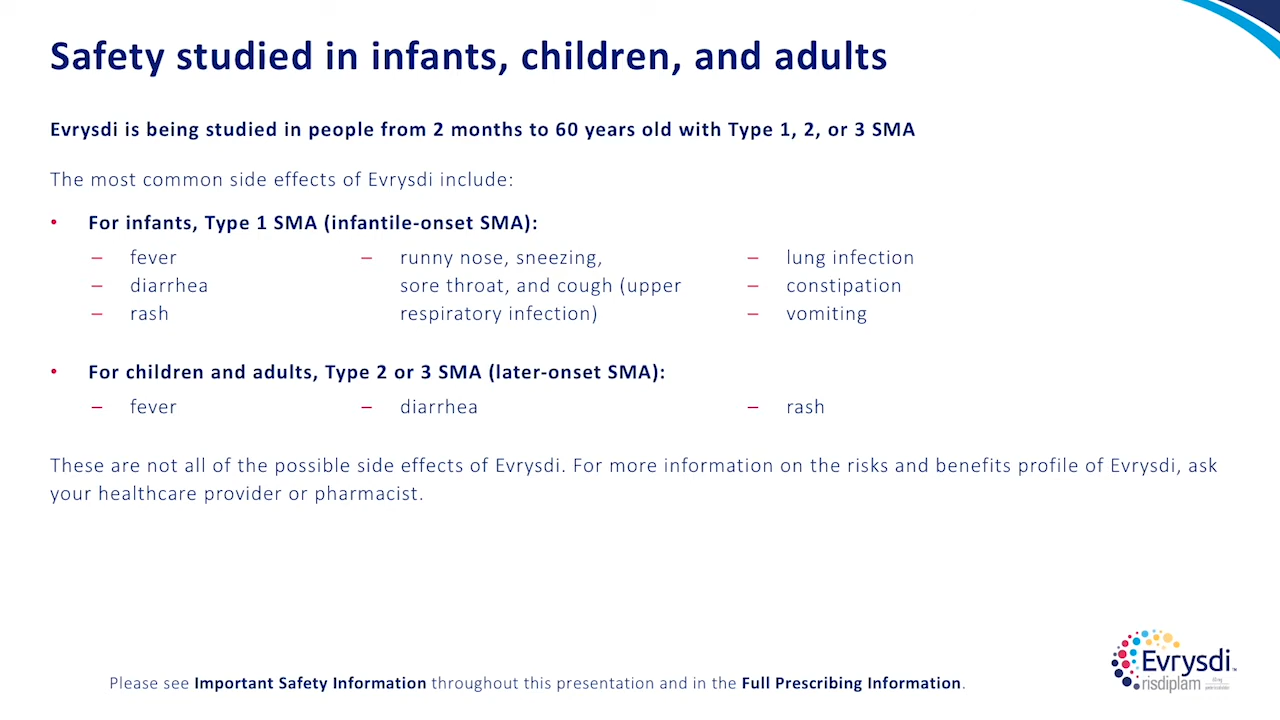 Safety studied in infants, children, and adults
Evrysdi is being studied in people from 2 months to 60 years old with Type 1, 2, or 3 SMA
The most common side effects of Evrysdi include:
• For infants, Type 1 SMA (infantile-onset SMA):
– fever
– diarrhea
– rash
– runny nose, sneezing,
sore throat, and cough (upper
respiratory infection)
– lung infection
– constipation
– vomiting
• For children and adults, Type 2 or 3 SMA (later-onset SMA):
– fever
– diarrhea
– rash
These are not all of the possible side effects of Evrysdi. For more information on the risks and benefits profile of Evrysdi, ask
your healthcare provider or pharmacist.
Please see Important Safety Information throughout this presentation and in the Full Prescribing Information.
Evrysdi™
risdiplam